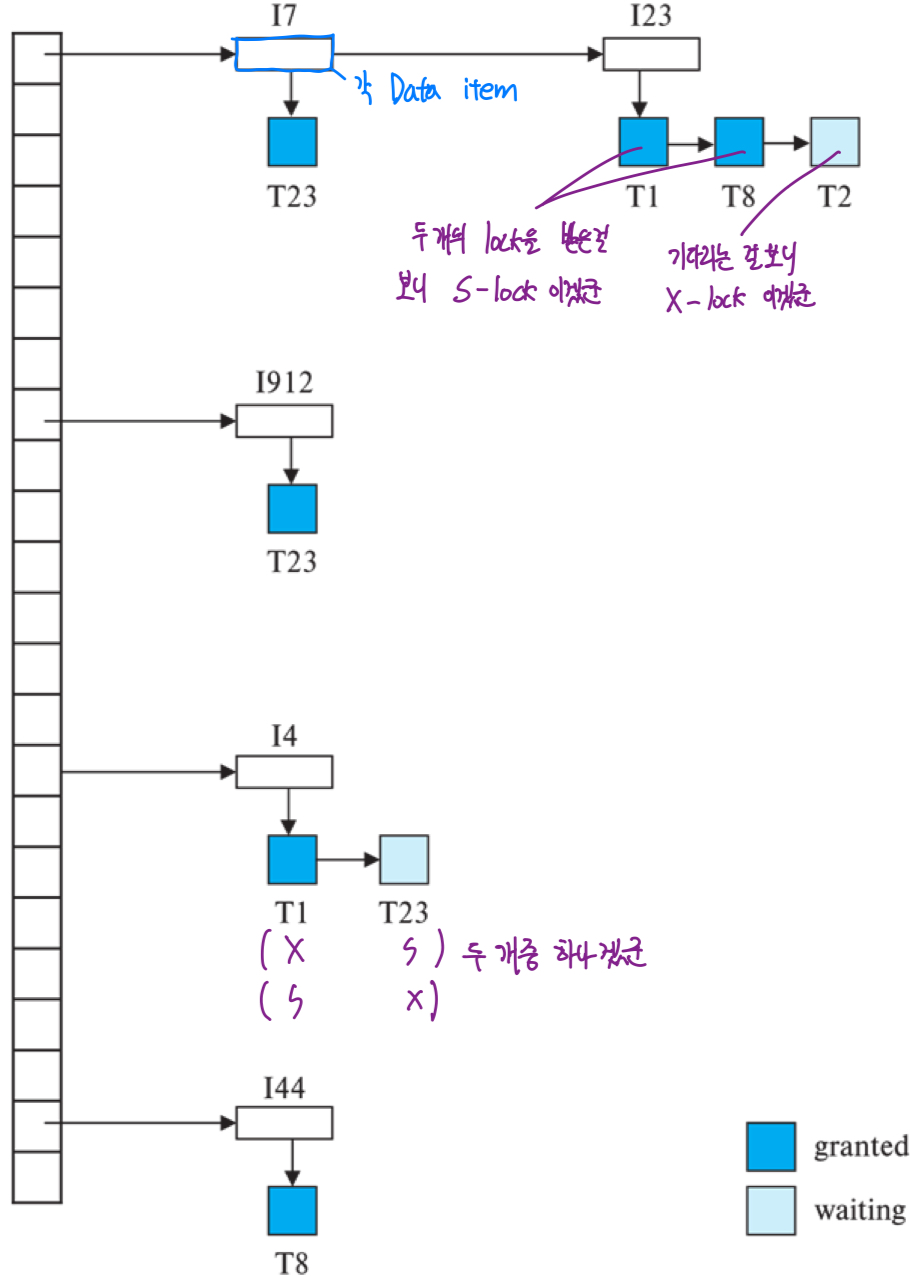 I7
I23
각 Data item
T23
T1
T8
T2
두 개의 lock을 받은걸
보니 S-lock 이겠군
기다리는 걸 보니
X-lock 이겠군
I912
T23
I4
T1
T23
( X S ) 두 개중 하나겠군
( S X )
I44
T8
granted
waiting